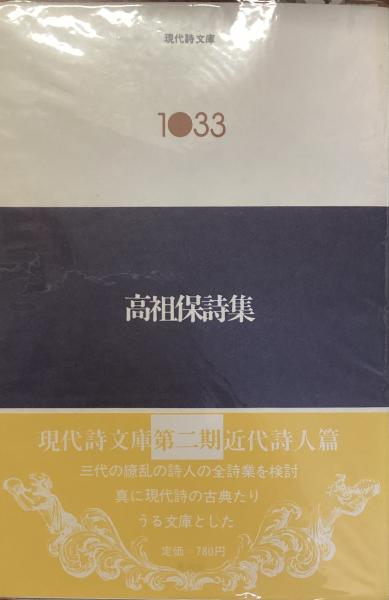 現代詩文庫
1●33
高祖保詩集
現代詩文庫第二期近代詩人篇
三代の繚乱の詩人の全詩業を検討
真に現代詩の古典たり
うる文庫とした
定価=780円